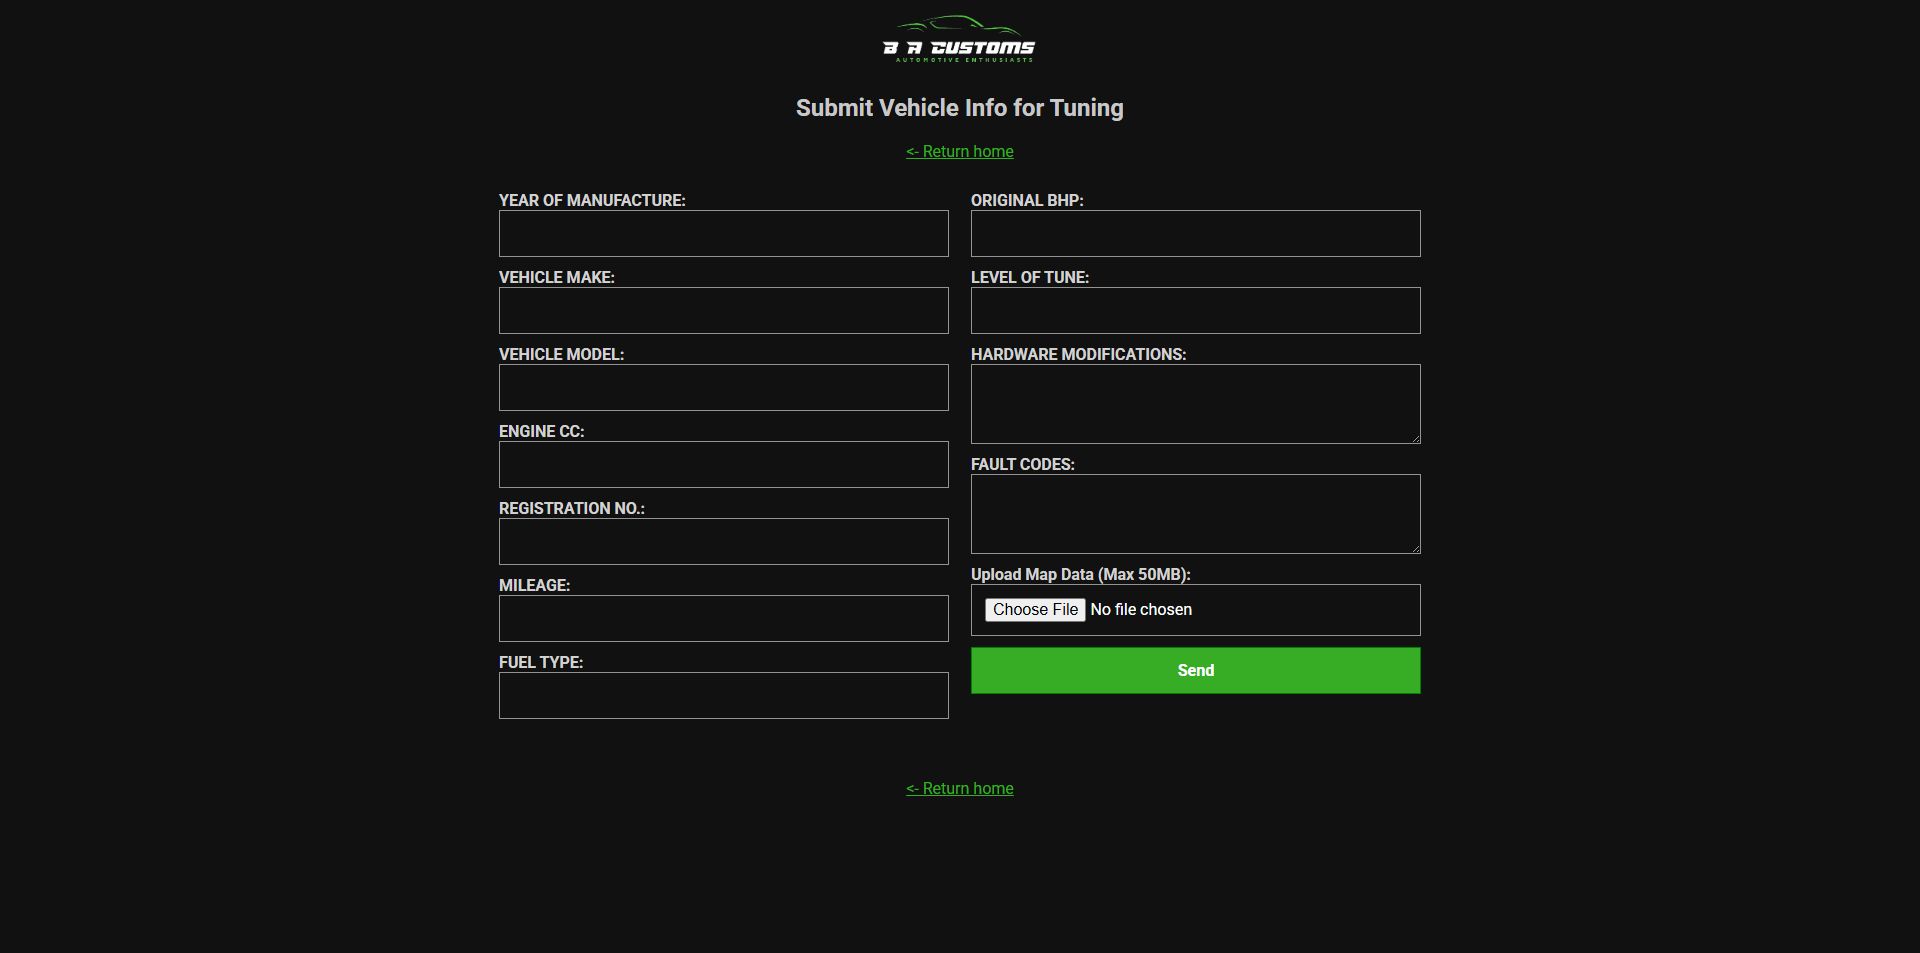 B A CUSTOMS
AUTOMOTIVE ENTHUSIASTS
Submit Vehicle Info for Tuning
<- Return home
YEAR OF MANUFACTURE:
VEHICLE MAKE:
VEHICLE MODEL:
ENGINE CC:
REGISTRATION NO.:
MILEAGE:
FUEL TYPE:
ORIGINAL BHP:
LEVEL OF TUNE:
HARDWARE MODIFICATIONS:
FAULT CODES:
Upload Map Data (Max 50MB):
Choose File No file chosen
Send
<- Return home